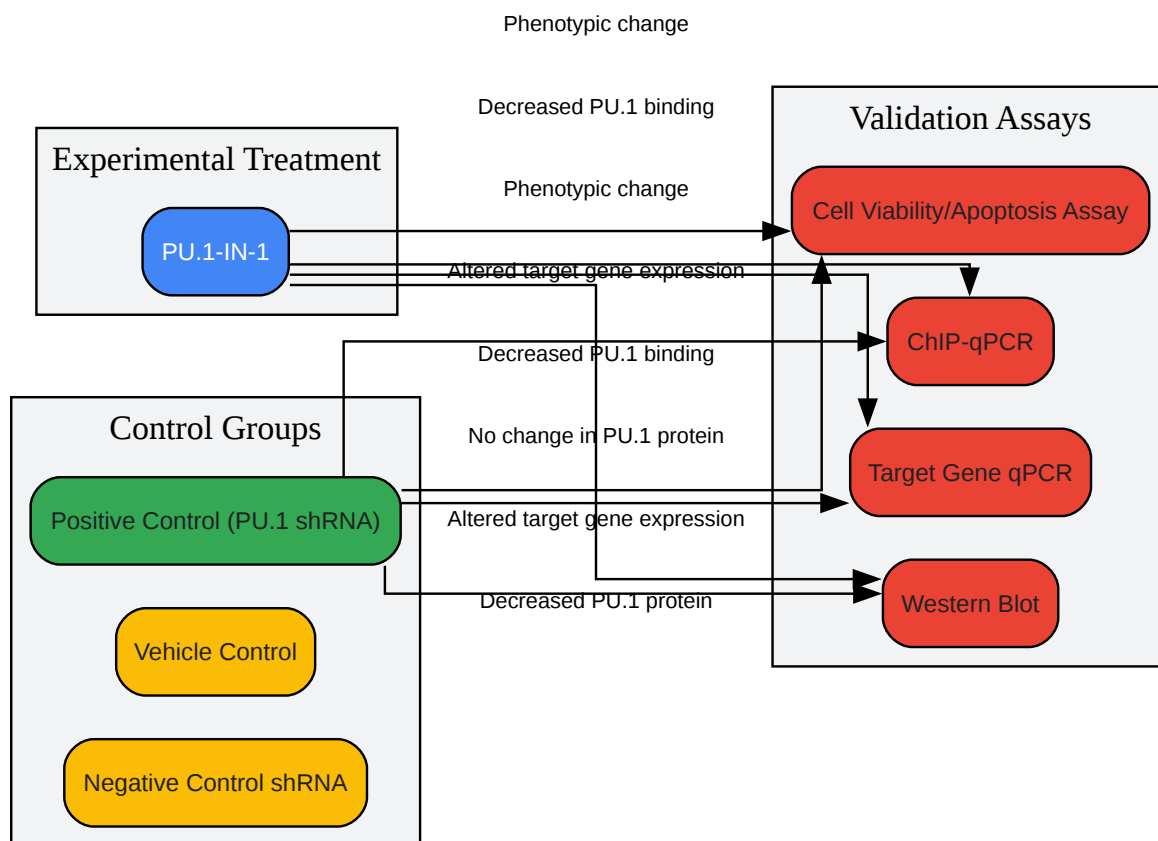 Phenotypic change
Decreased PU.1 binding
Validation Assays
Experimental Treatment
Phenotypic change
Cell Viability/Apoptosis Assay
PU.1-IN-1
Altered target gene expression
ChIP-qPCR
Decreased PU.1 binding
Control Groups
No change in PU.1 protein
Target Gene qPCR
Positive Control (PU.1 shRNA)
Altered target gene expression
Decreased PU.1 protein
Western Blot
Vehicle Control
Negative Control shRNA